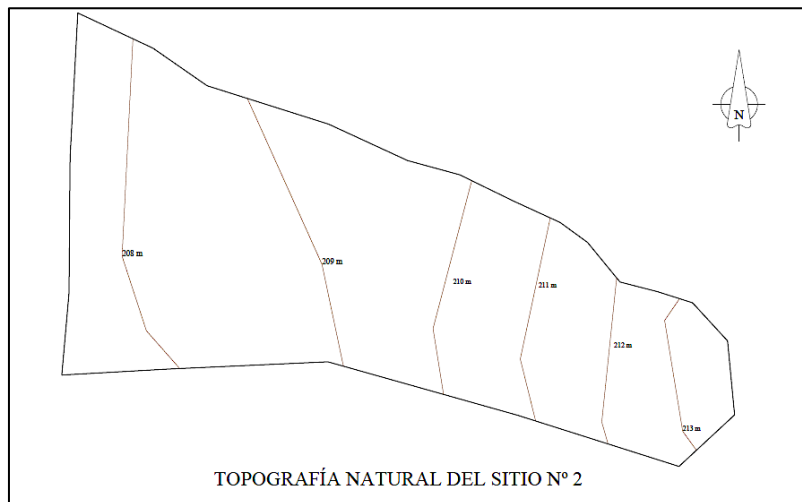 N
208 m
209 m
210 m
211 m
212 m
213 m
TOPOGRAFÍA NATURAL DEL SITIO Nº 2